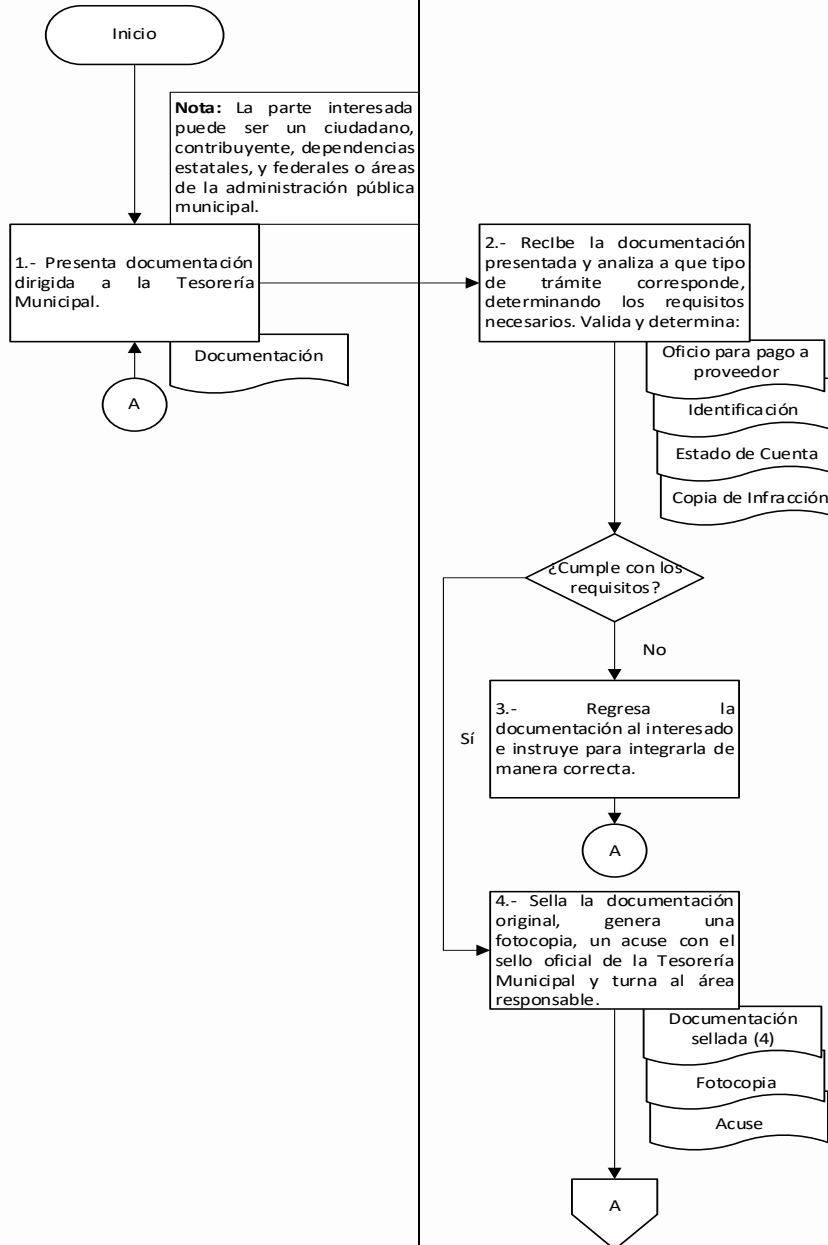 Inicio
Nota: La parte interesada
puede ser un ciudadano,
contribuyente, dependencias
estatales, y federales o áreas
de la administración pública
municipal.
1.- Presenta documentación
dirigida a la Tesorería
Municipal.
Documentación
A
2.- RecIbe la documentación
presentada y analiza a que tipo
de trámite corresponde,
determinando los requisitos
necesarios. Valida y determina:
Oficio para pago a
proveedor
Identificación
Estado de Cuenta
Copia de Infracción
¿Cumple con los
requisitos?
No
Sí
3.- Regresa la
documentación al interesado
e instruye para integrarla de
manera correcta.
A
4.- Sella la documentación
original, genera una
fotocopia, un acuse con el
sello oficial de la Tesorería
Municipal y turna al área
responsable.
Documentación
sellada (4)
Fotocopia
Acuse
A